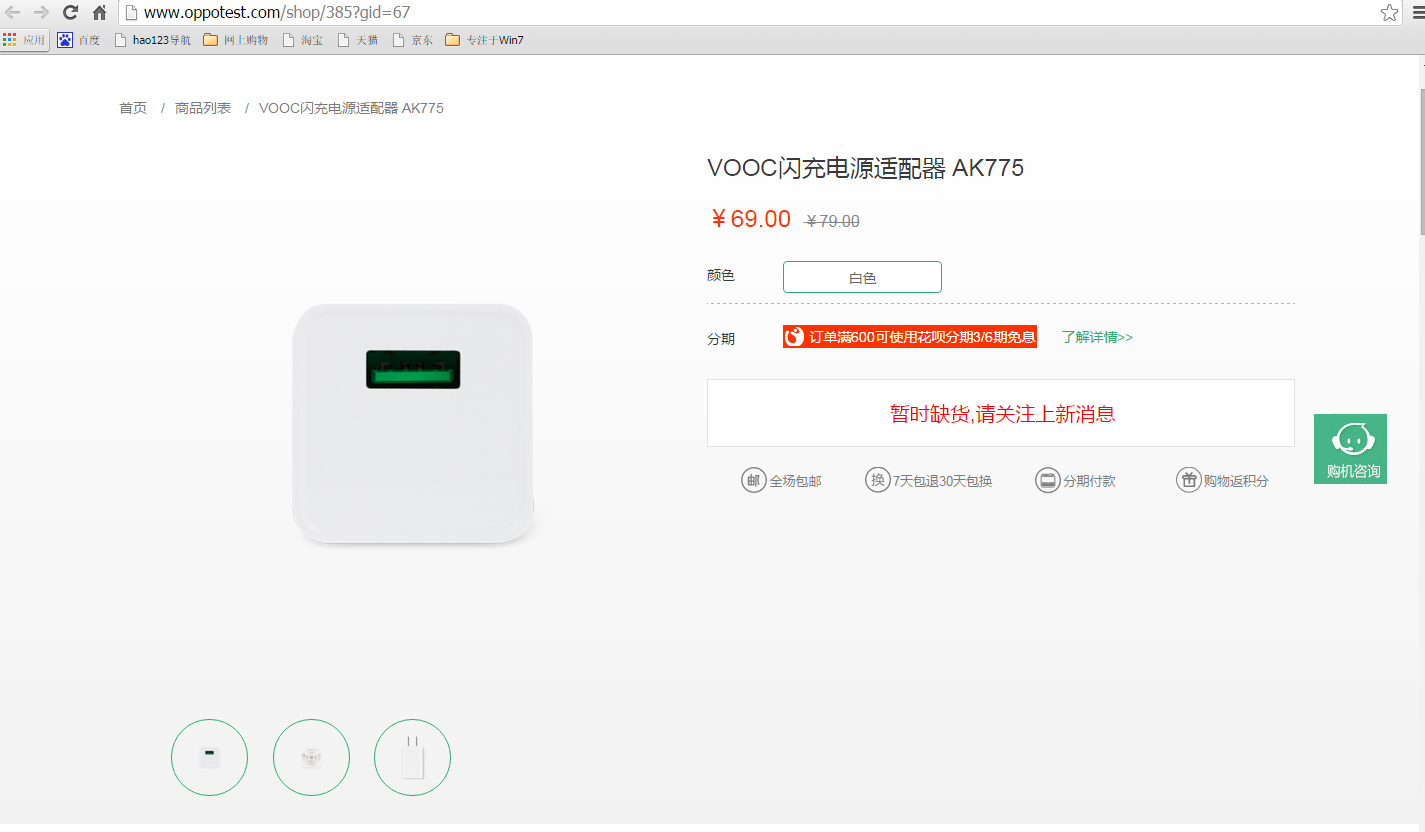 www.oppotest.com/shop/385?gid=67
应用 百度 hao123导航 网上购物 淘宝 天猫 京东 专注于Win7
首页 / 商品列表 / VOOC闪充电源适配器 AK775
VOOC闪充电源适配器 AK775
¥69.00 ¥79.00
颜色 白色
分期 订单满600可使用花呗分期3/6期免息 了解详情>>
暂时缺货,请关注上新消息
购机咨询
邮 全场包邮 换 7天包退30天包换 分期付款 购物返积分